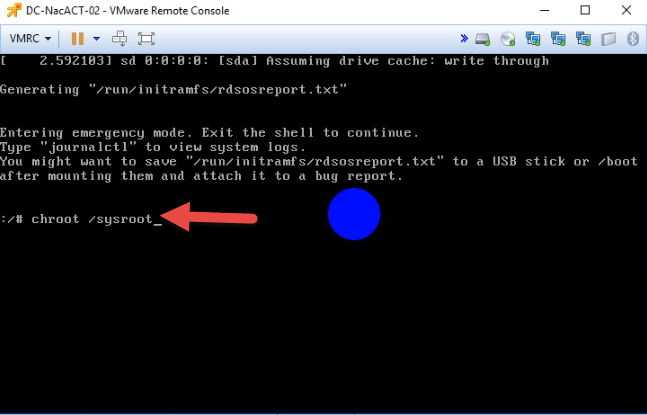 DC-NacACT-02 - VMware Remote Console
VMRC
[    2.592103] sd 0:0:0:0: [sda] Assuming drive cache: write through
Generating "/run/initramfs/rdsosreport.txt"
Entering emergency mode. Exit the shell to continue.
Type "journalctl" to view system logs.
You might want to save "/run/initramfs/rdsosreport.txt" to a USB stick or /boot
after mounting them and attach it to a bug report.
:/# chroot /sysroot_